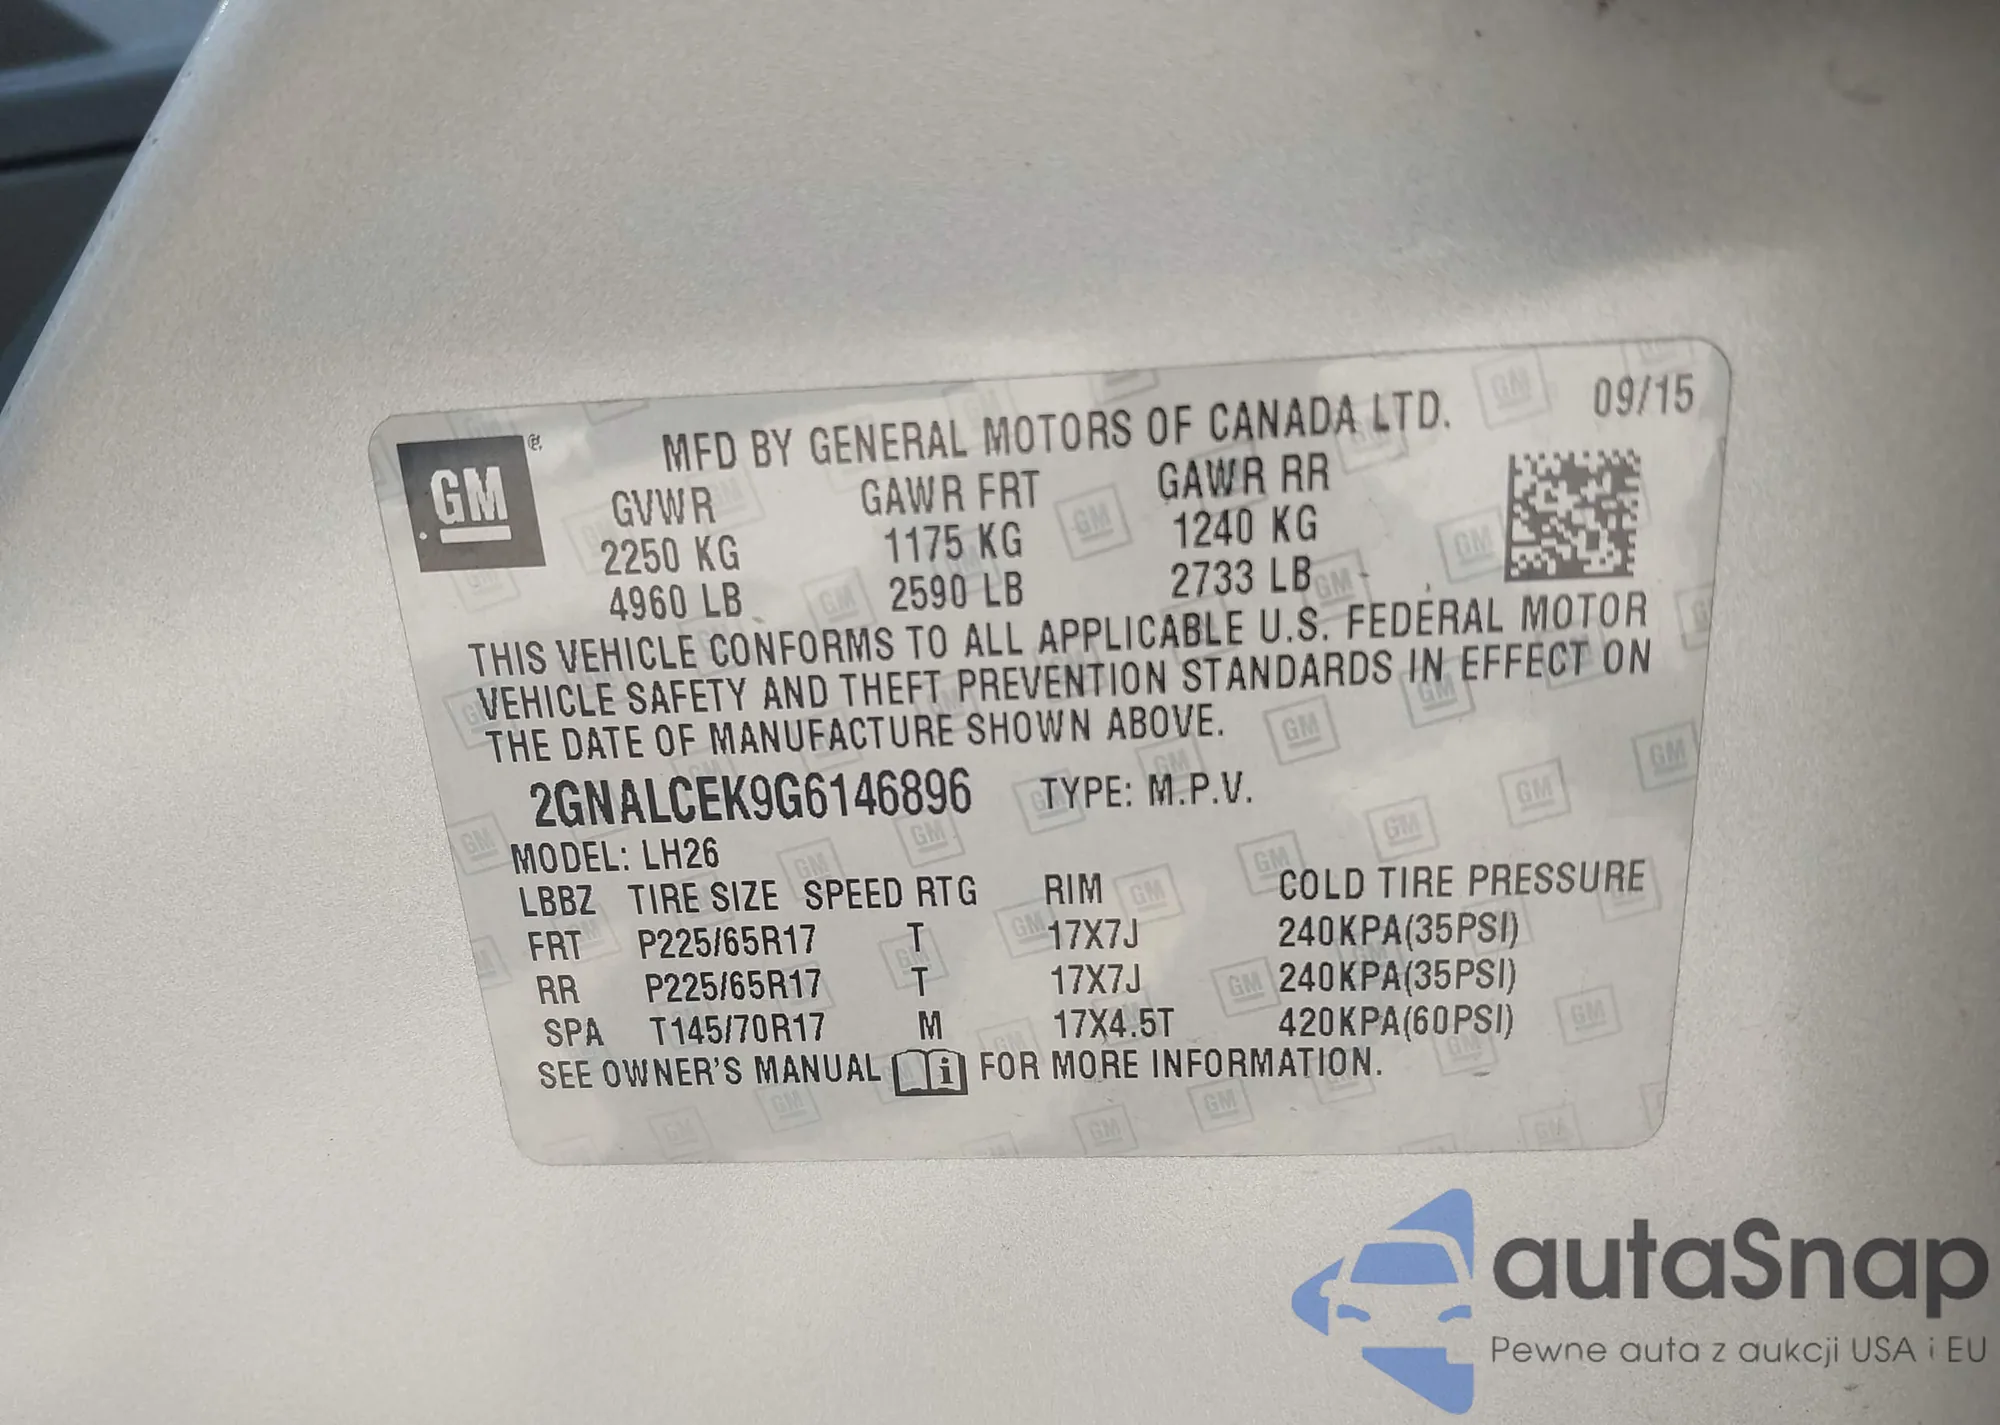 GM
MFD BY GENERAL MOTORS OF CANADA LTD. 09/15
GVWR GAWR FRT GAWR RR
2250 KG 1175 KG 1240 KG
4960 LB 2590 LB 2733 LB
THIS VEHICLE CONFORMS TO ALL APPLICABLE U.S. FEDERAL MOTOR
VEHICLE SAFETY AND THEFT PREVENTION STANDARDS IN EFFECT ON
THE DATE OF MANUFACTURE SHOWN ABOVE.
2GNALCEK9G6146896 TYPE: M.P.V.
MODEL: LH26
LBBZ TIRE SIZE SPEED RTG RIM COLD TIRE PRESSURE
FRT P225/65R17 T 17X7J 240KPA(35PSI)
RR P225/65R17 T 17X7J 240KPA(35PSI)
SPA T145/70R17 M 17X4.5T 420KPA(60PSI)
SEE OWNER'S MANUAL i FOR MORE INFORMATION.
autaSnap
Pewne auta z aukcji USA i EU